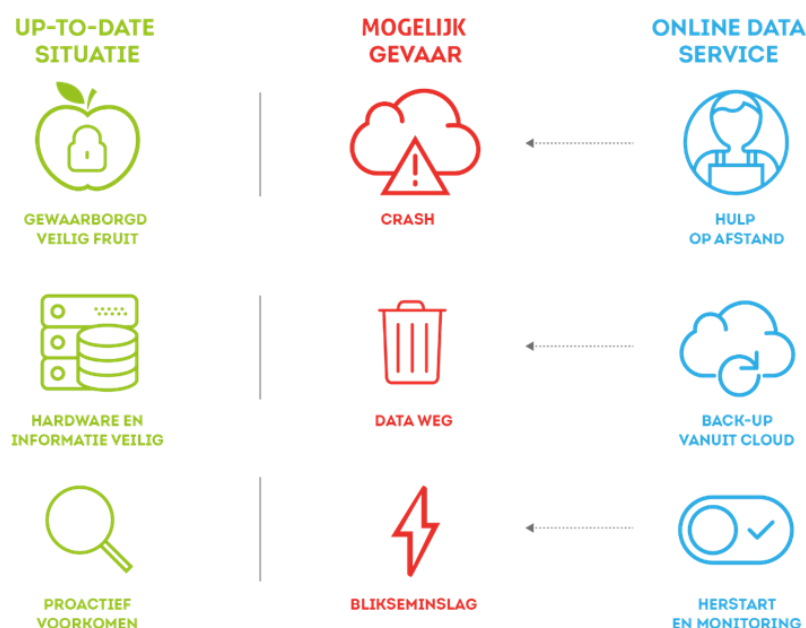 UP-TO-DATE
SITUATIE
MOGELIJK
GEVAAR
ONLINE DATA
SERVICE
GEWAARBORGD
VEILIG FRUIT
CRASH
HULP
OP AFSTAND
HARDWARE EN
INFORMATIE VEILIG
DATA WEG
BACK-UP
VANUIT CLOUD
PROACTIEF
VOORKOMEN
BLIKSEMINSLAG
HERSTART
EN MONITORING